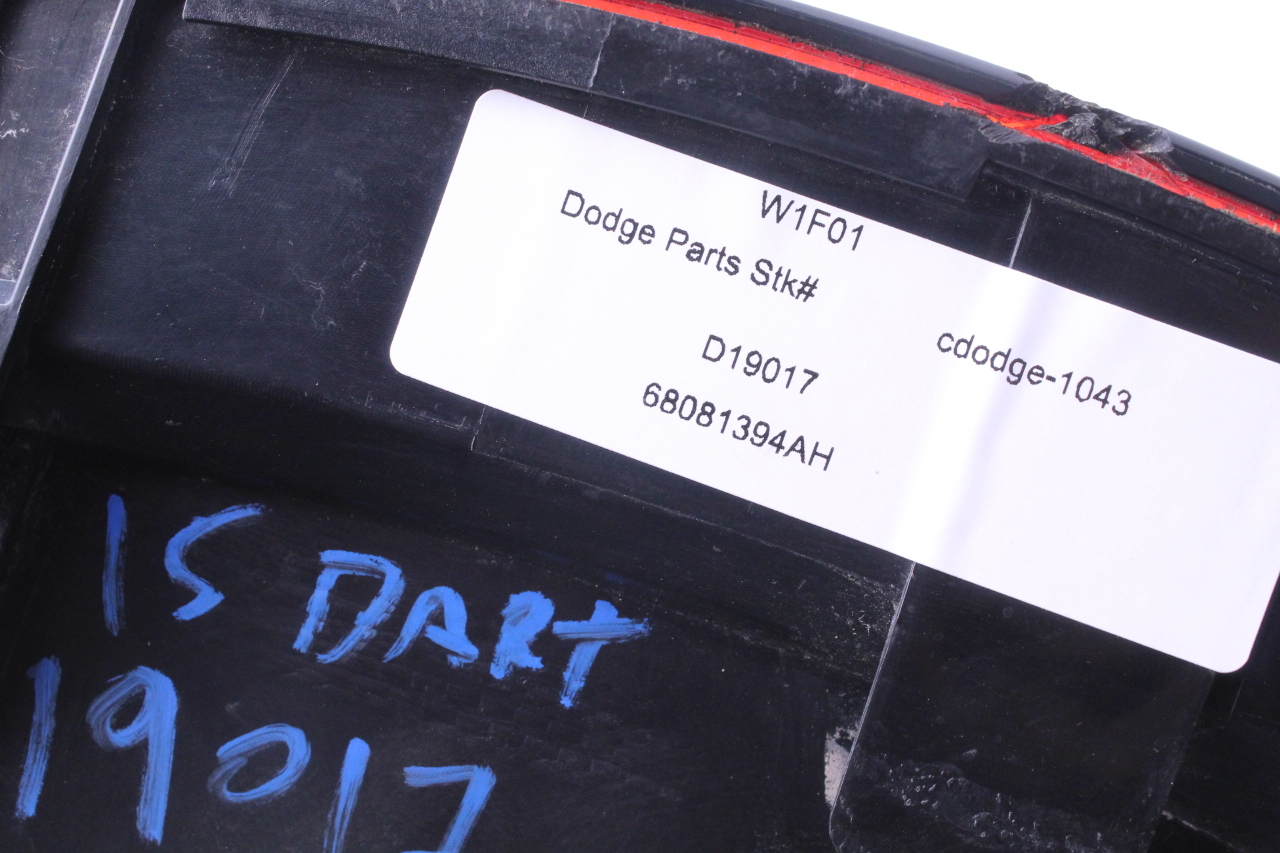 W1F01
Dodge Parts Stk#
cdodge-1043
D19017
68081394AH
15 DART
19017